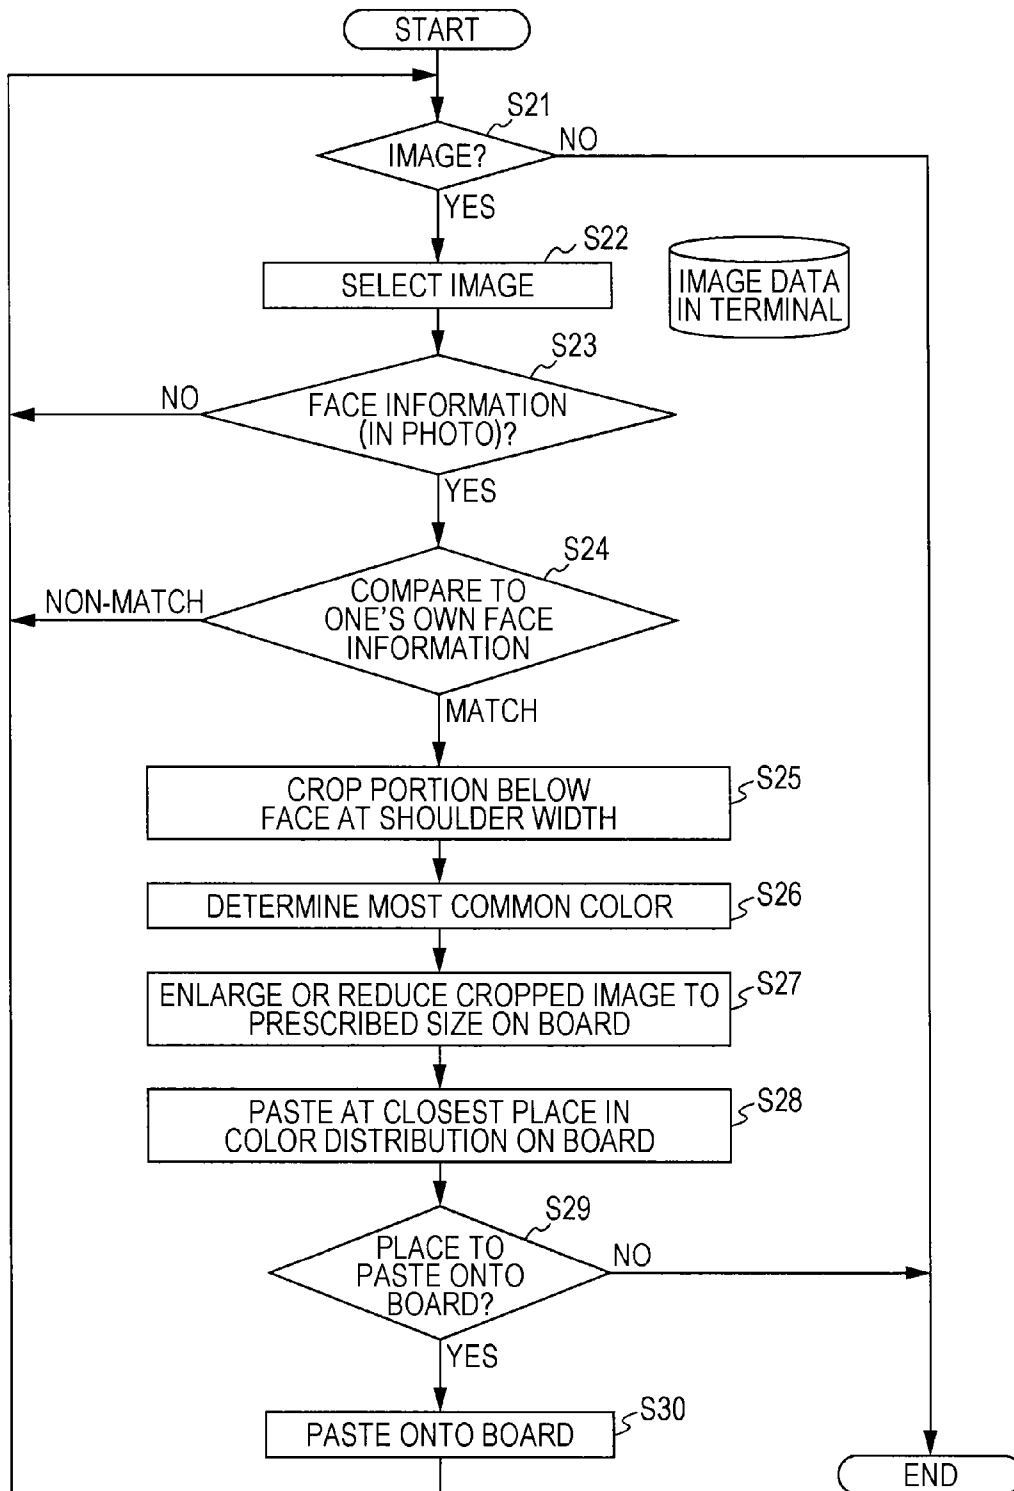 START
S21
IMAGE?
NO
YES
S22
SELECT IMAGE
IMAGE DATA
IN TERMINAL
S23
FACE INFORMATION
(IN PHOTO)?
NO
YES
S24
COMPARE TO
ONE'S OWN FACE
INFORMATION
NON-MATCH
MATCH
S25
CROP PORTION BELOW
FACE AT SHOULDER WIDTH
S26
DETERMINE MOST COMMON COLOR
S27
ENLARGE OR REDUCE CROPPED IMAGE TO
PRESCRIBED SIZE ON BOARD
S28
PASTE AT CLOSEST PLACE IN
COLOR DISTRIBUTION ON BOARD
S29
PLACE TO
PASTE ONTO
BOARD?
NO
YES
S30
PASTE ONTO BOARD
END